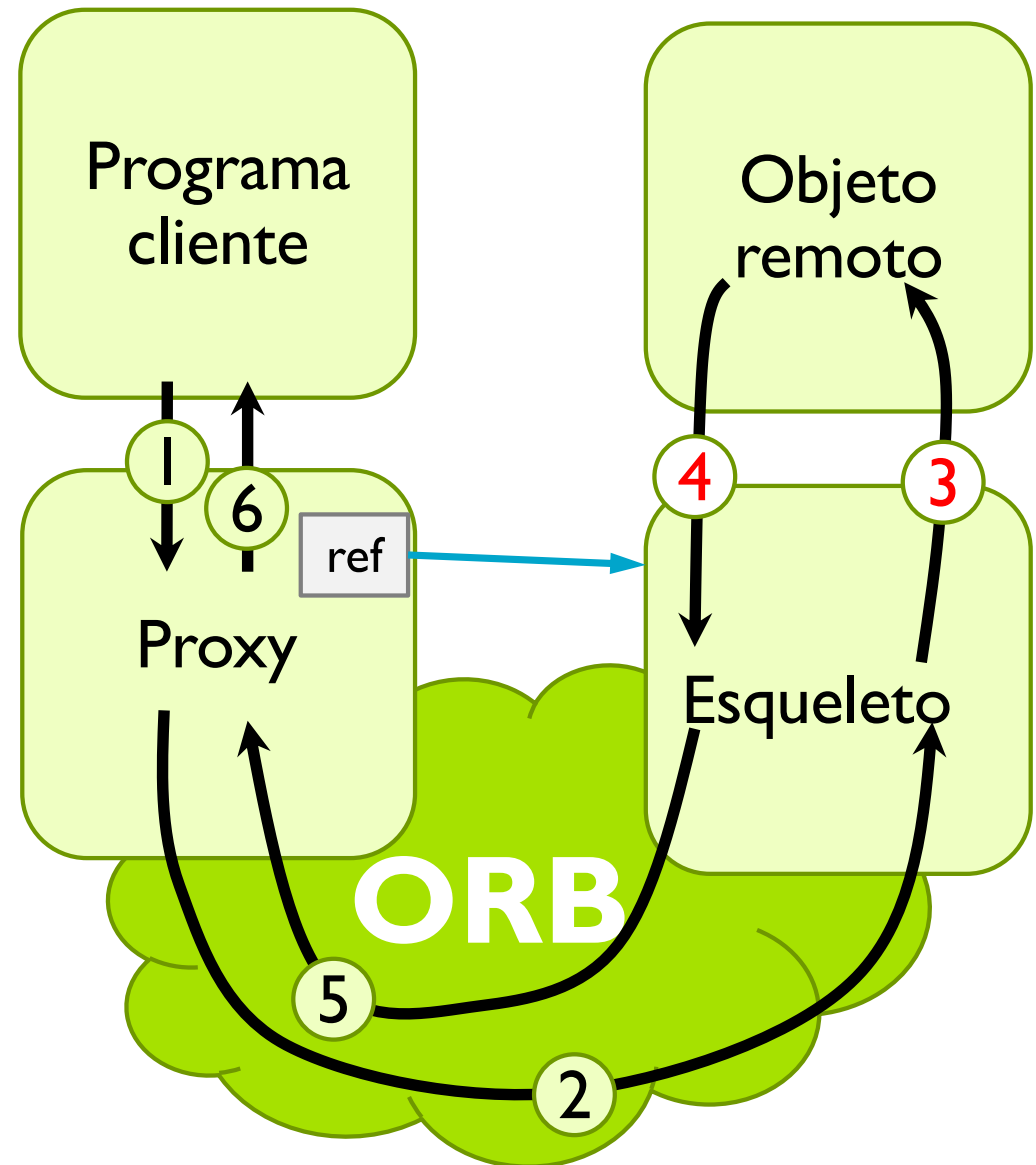 Programa
cliente
Objeto
remoto
1
6
4
3
ref
Proxy
Esqueleto
ORB
5
2